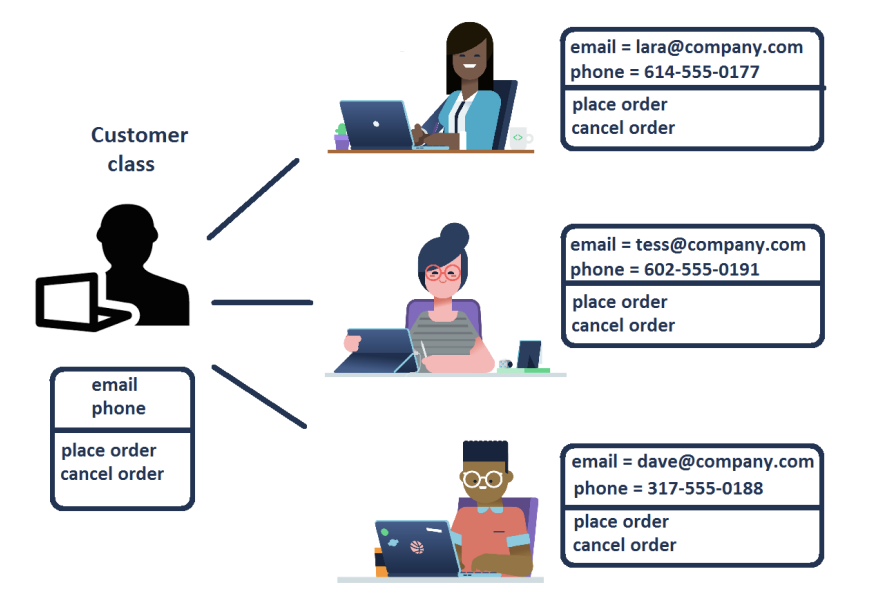 Customer
class
email
phone
place order
cancel order
email = lara@company.com
phone = 614-555-0177
place order
cancel order
email = tess@company.com
phone = 602-555-0191
place order
cancel order
email = dave@company.com
phone = 317-555-0188
place order
cancel order